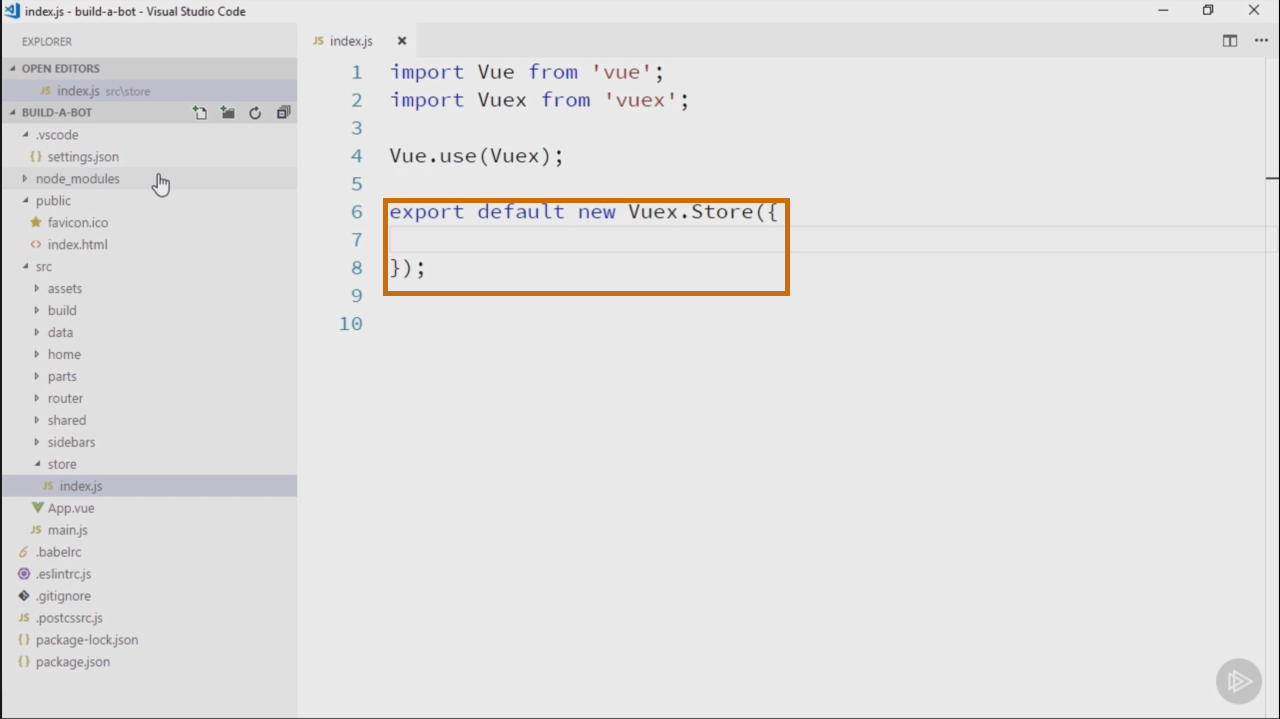 index.js - build-a-bot - Visual Studio Code
EXPLORER
OPEN EDITORS
JS index.js src\store
BUILD-A-BOT
.vscode
{} settings.json
node_modules
public
favicon.ico
<> index.html
src
assets
build
data
home
parts
router
shared
sidebars
store
JS index.js
App.vue
JS main.js
.babelrc
.eslintrc.js
.gitignore
JS .postcssrc.js
{} package-lock.json
{} package.json
JS index.js
1 import Vue from 'vue';
2 import Vuex from 'vuex';
3
4 Vue.use(Vuex);
5
6 export default new Vuex.Store({
7
8 });
9
10